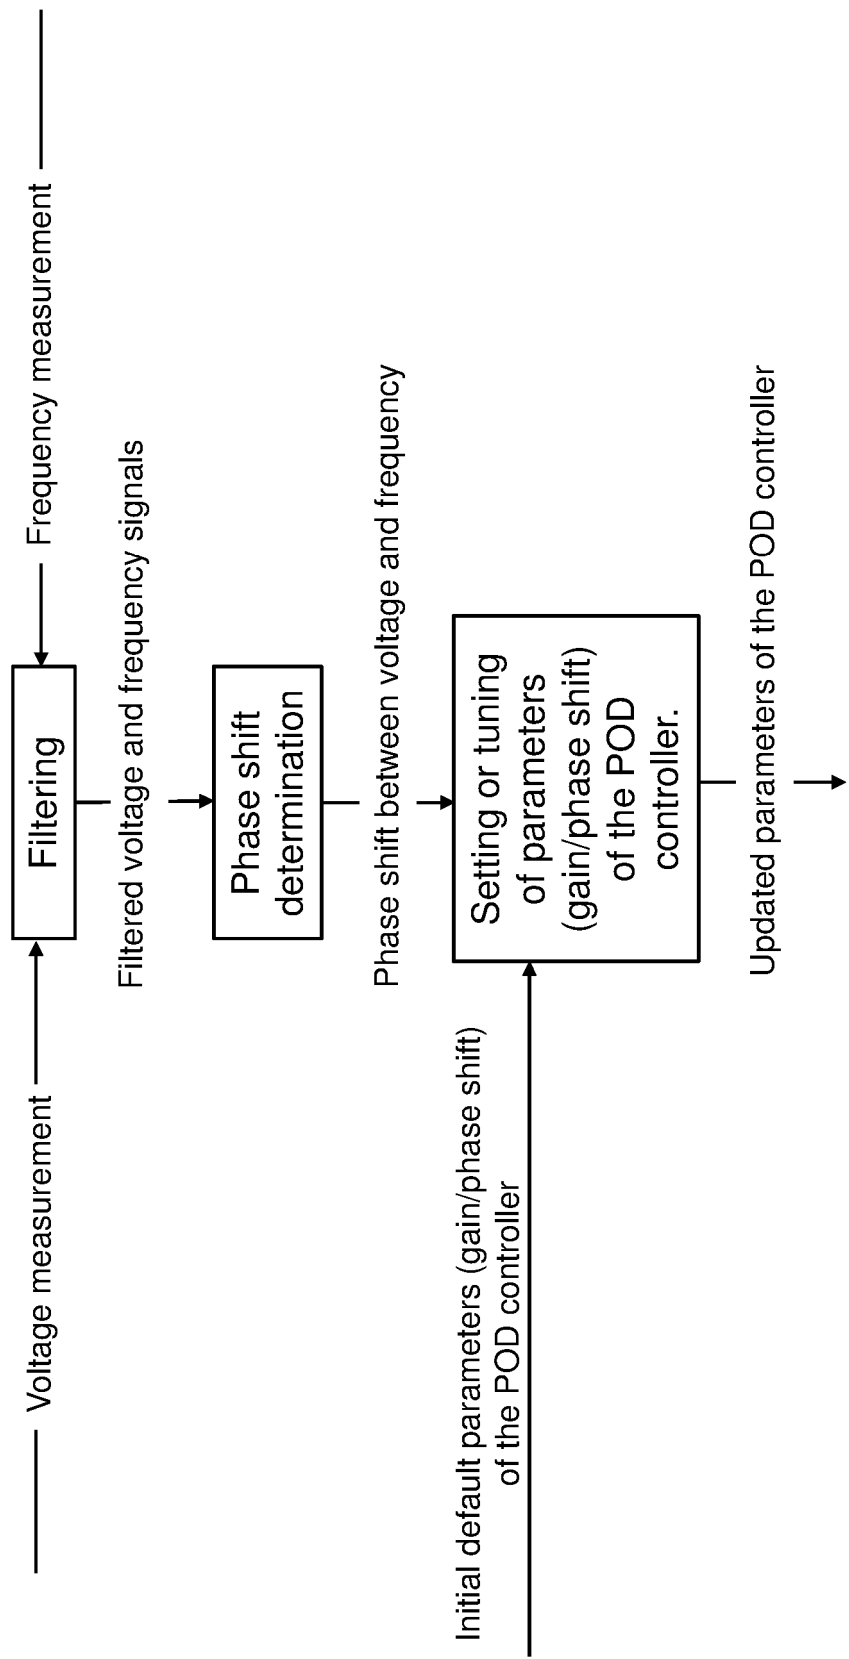 Voltage measurement
Filtering
Frequency measurement
Filtered voltage and frequency signals
Phase shift
determination
Phase shift between voltage and frequency
Initial default parameters (gain/phase shift)
of the POD controller
Setting or tuning
of parameters
(gain/phase shift)
of the POD
controller.
Updated parameters of the POD controller